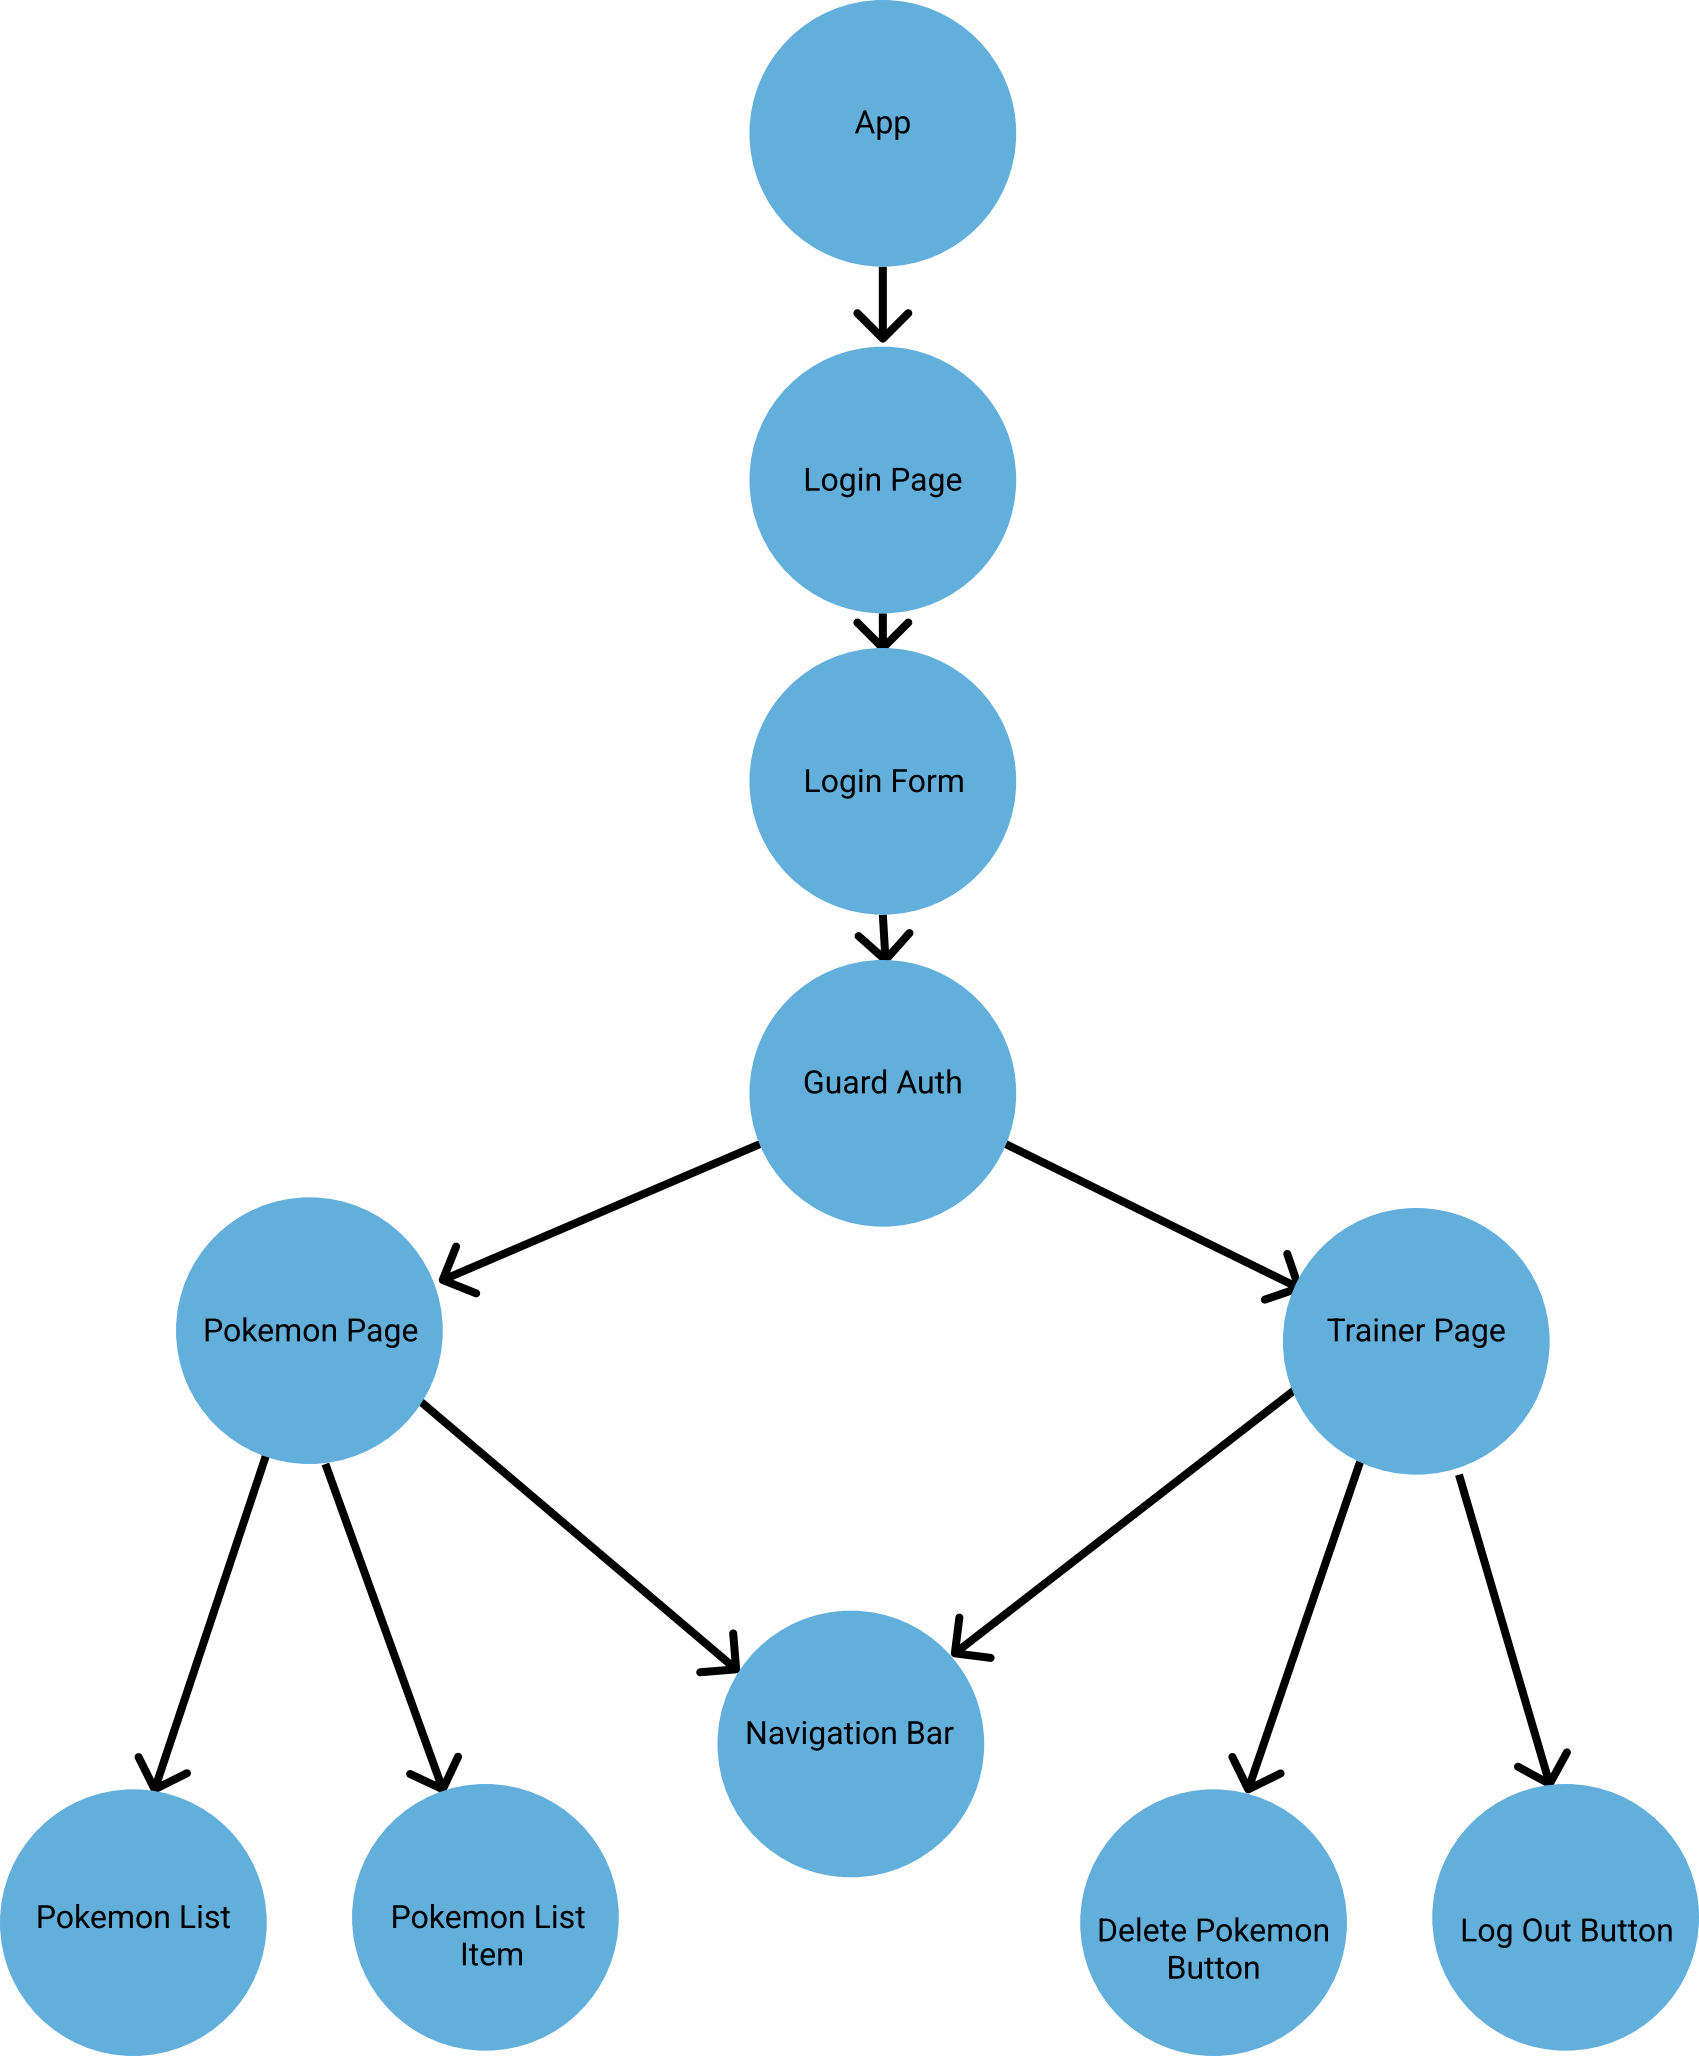 App
Login Page
Login Form
Guard Auth
Pokemon Page
Trainer Page
Navigation Bar
Pokemon List
Pokemon List
Item
Delete Pokemon
Button
Log Out Button